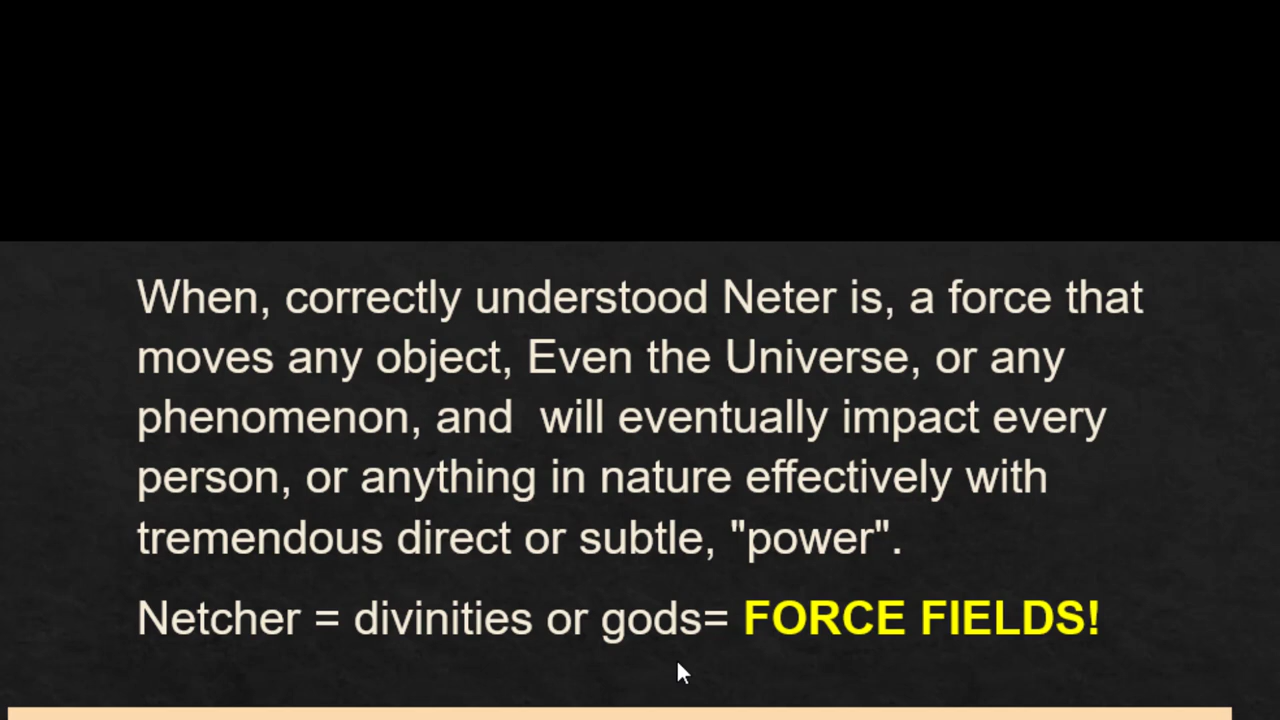 When, correctly understood Neter is, a force that
moves any object, Even the Universe, or any
phenomenon, and  will eventually impact every
person, or anything in nature effectively with
tremendous direct or subtle, "power".
Netcher = divinities or gods= FORCE FIELDS!